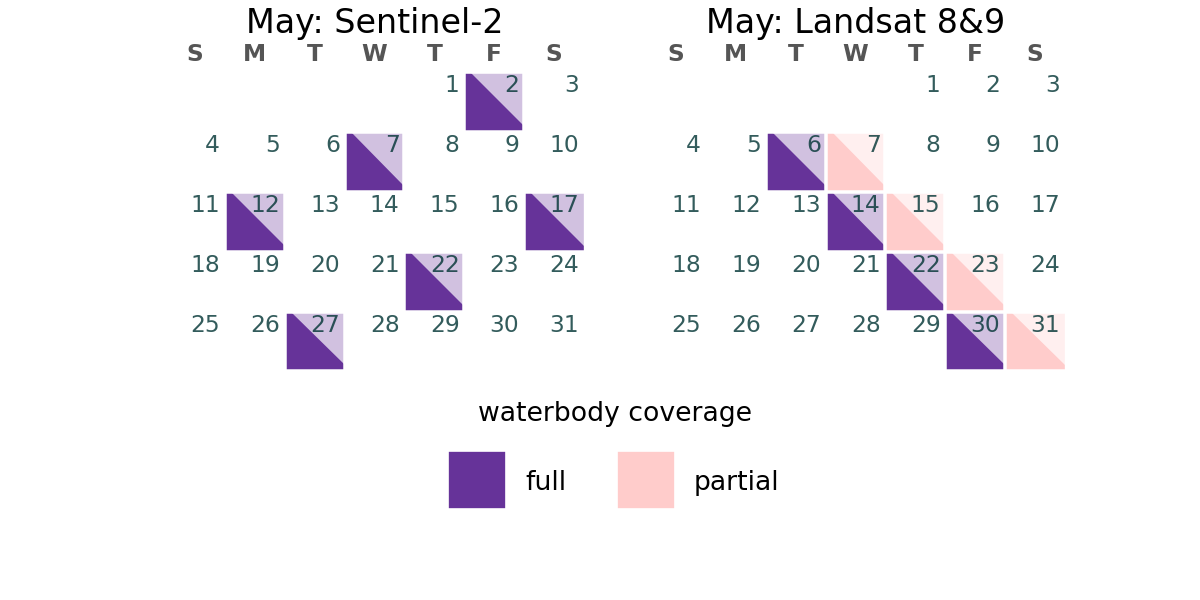 May: Sentinel-2
S M T W T F S
1 2 3
4 5 6 7 8 9 10
11 12 13 14 15 16 17
18 19 20 21 22 23 24
25 26 27 28 29 30 31
May: Landsat 8&9
S M T W T F S
1 2 3
4 5 6 7 8 9 10
11 12 13 14 15 16 17
18 19 20 21 22 23 24
25 26 27 28 29 30 31
waterbody coverage
full
partial